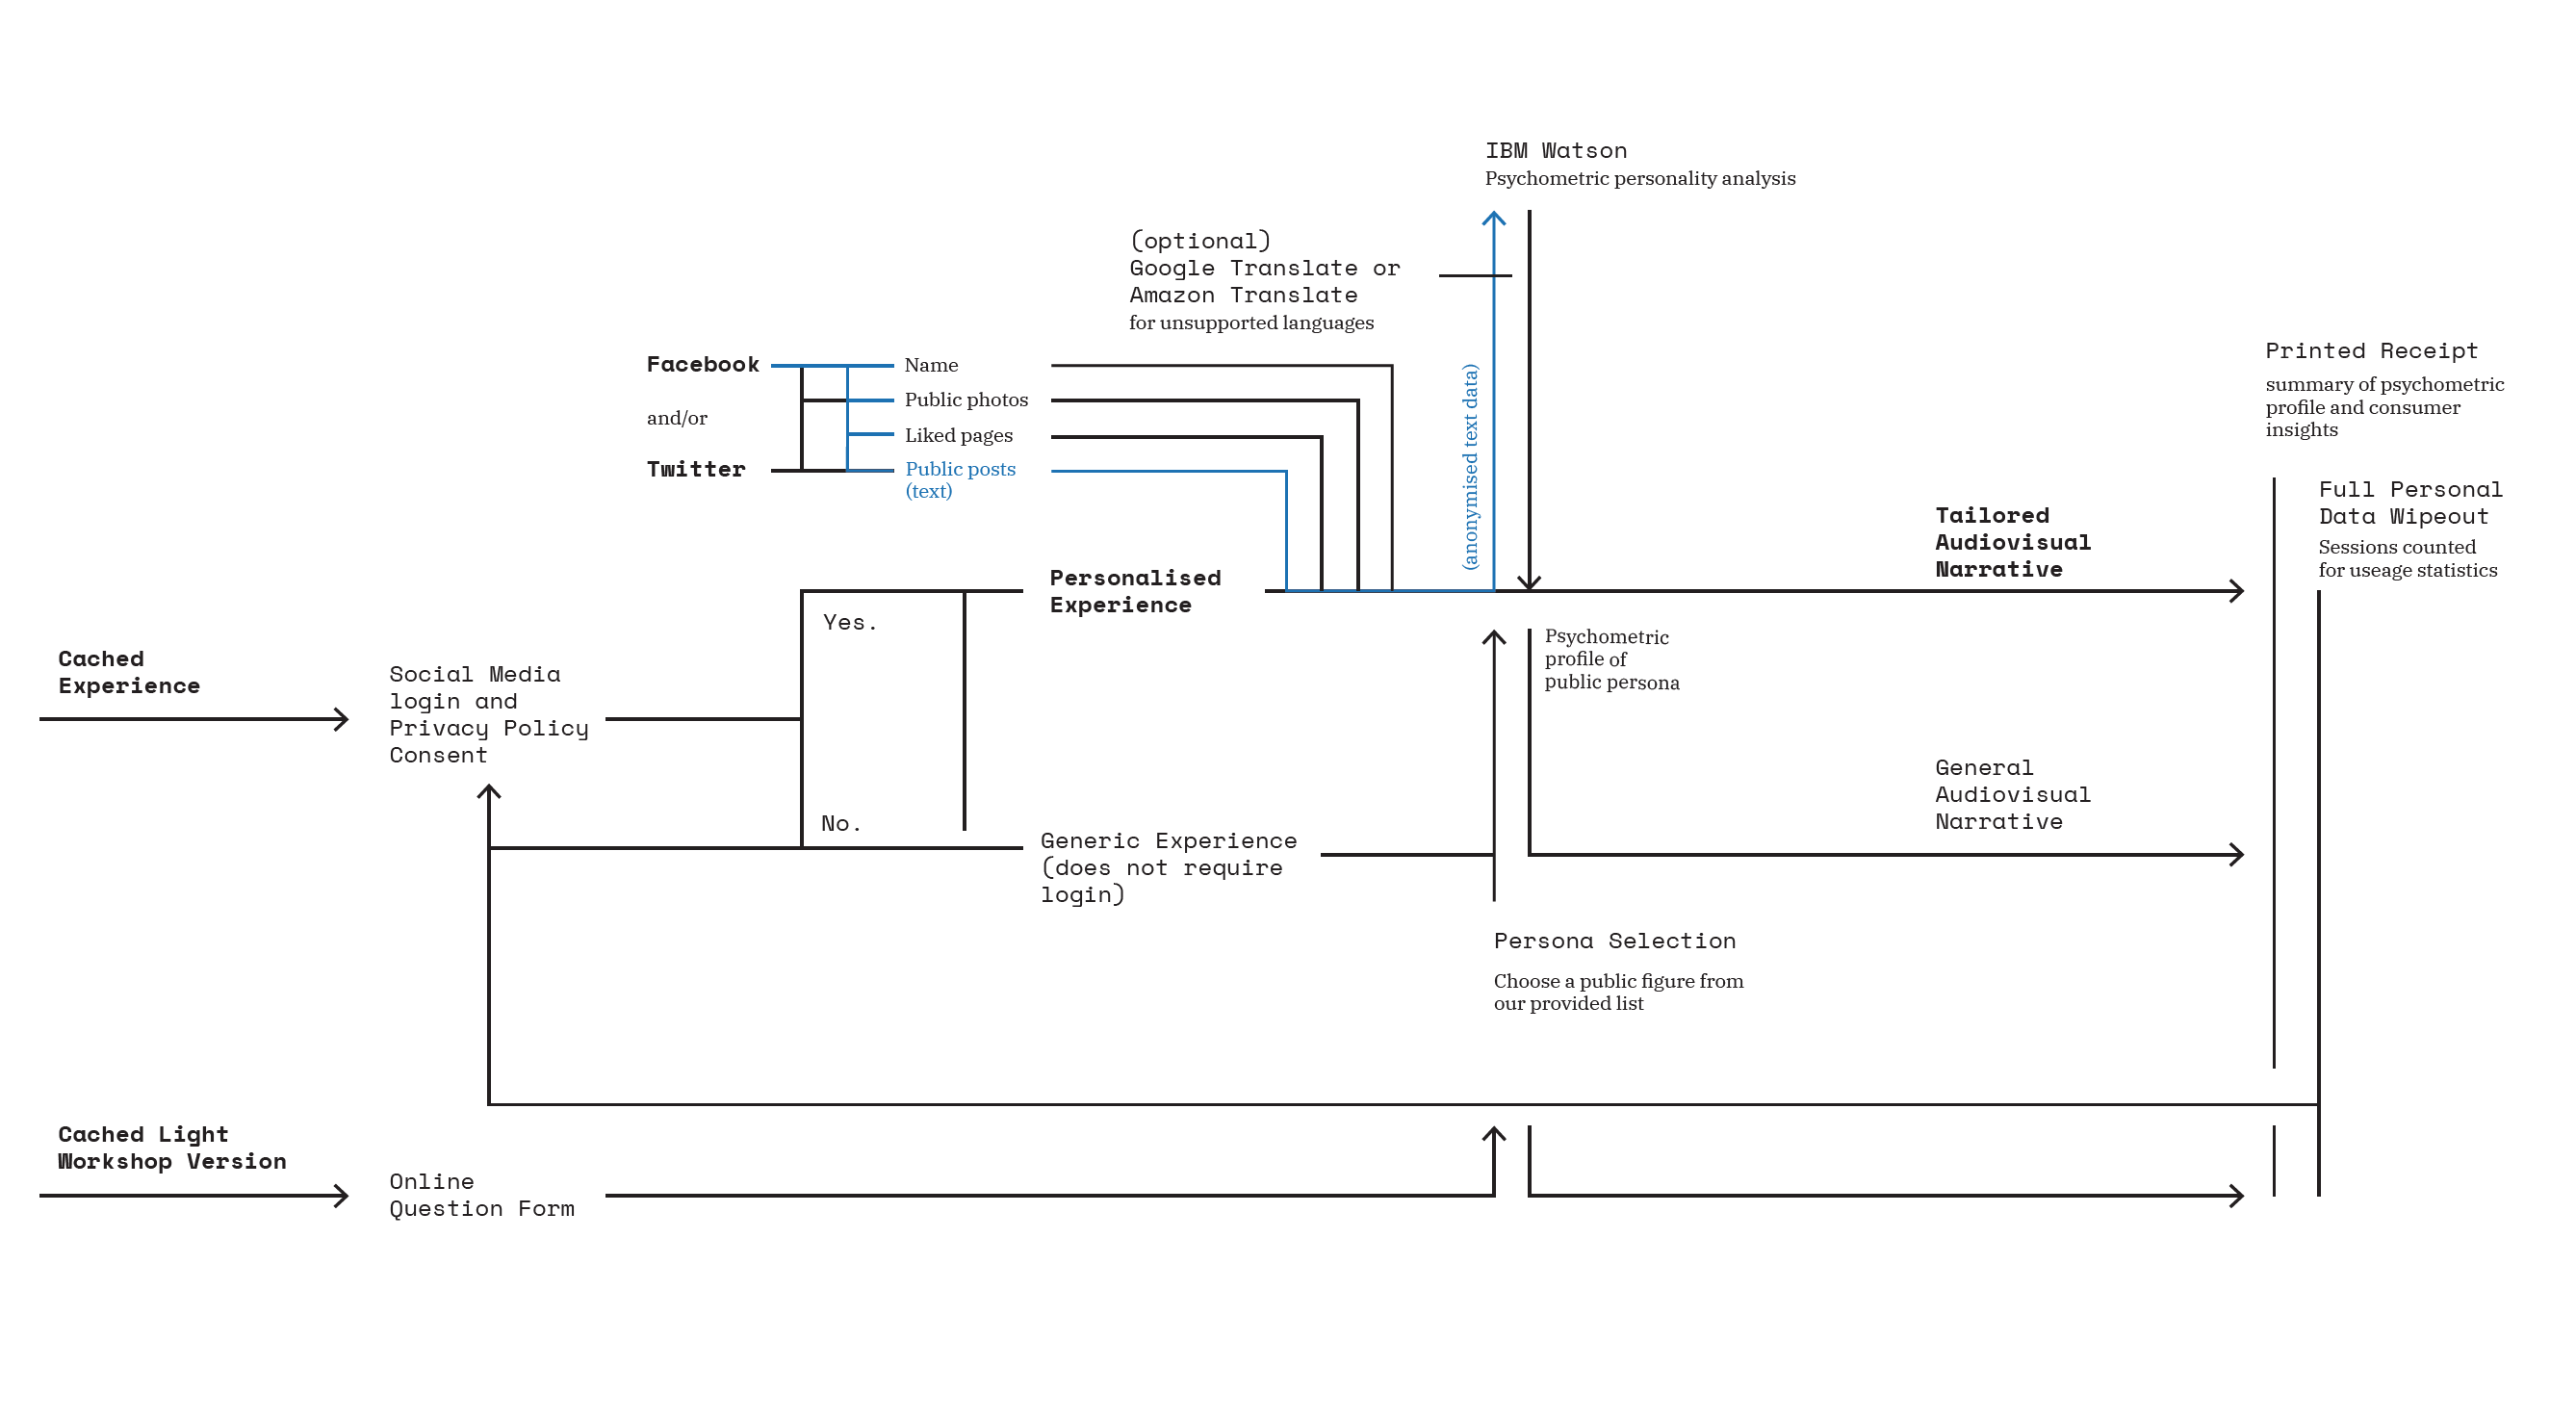 IBM Watson
Psychometric personality analysis
(optional)
Google Translate or
Amazon Translate
for unsupported languages
Facebook
and/or
Twitter
Name
Public photos
Liked pages
Public posts
(text)
(anonymised text data)
Printed Receipt
summary of psychometric
profile and consumer
insights
Full Personal
Data Wipeout
Sessions counted
for useage statistics
Tailored
Audiovisual
Narrative
Personalised
Experience
Yes.
Cached
Experience
Social Media
login and
Privacy Policy
Consent
Psychometric
profile of
public persona
No.
General
Audiovisual
Narrative
Generic Experience
(does not require
login)
Persona Selection
Choose a public figure from
our provided list
Cached Light
Workshop Version
Online
Question Form